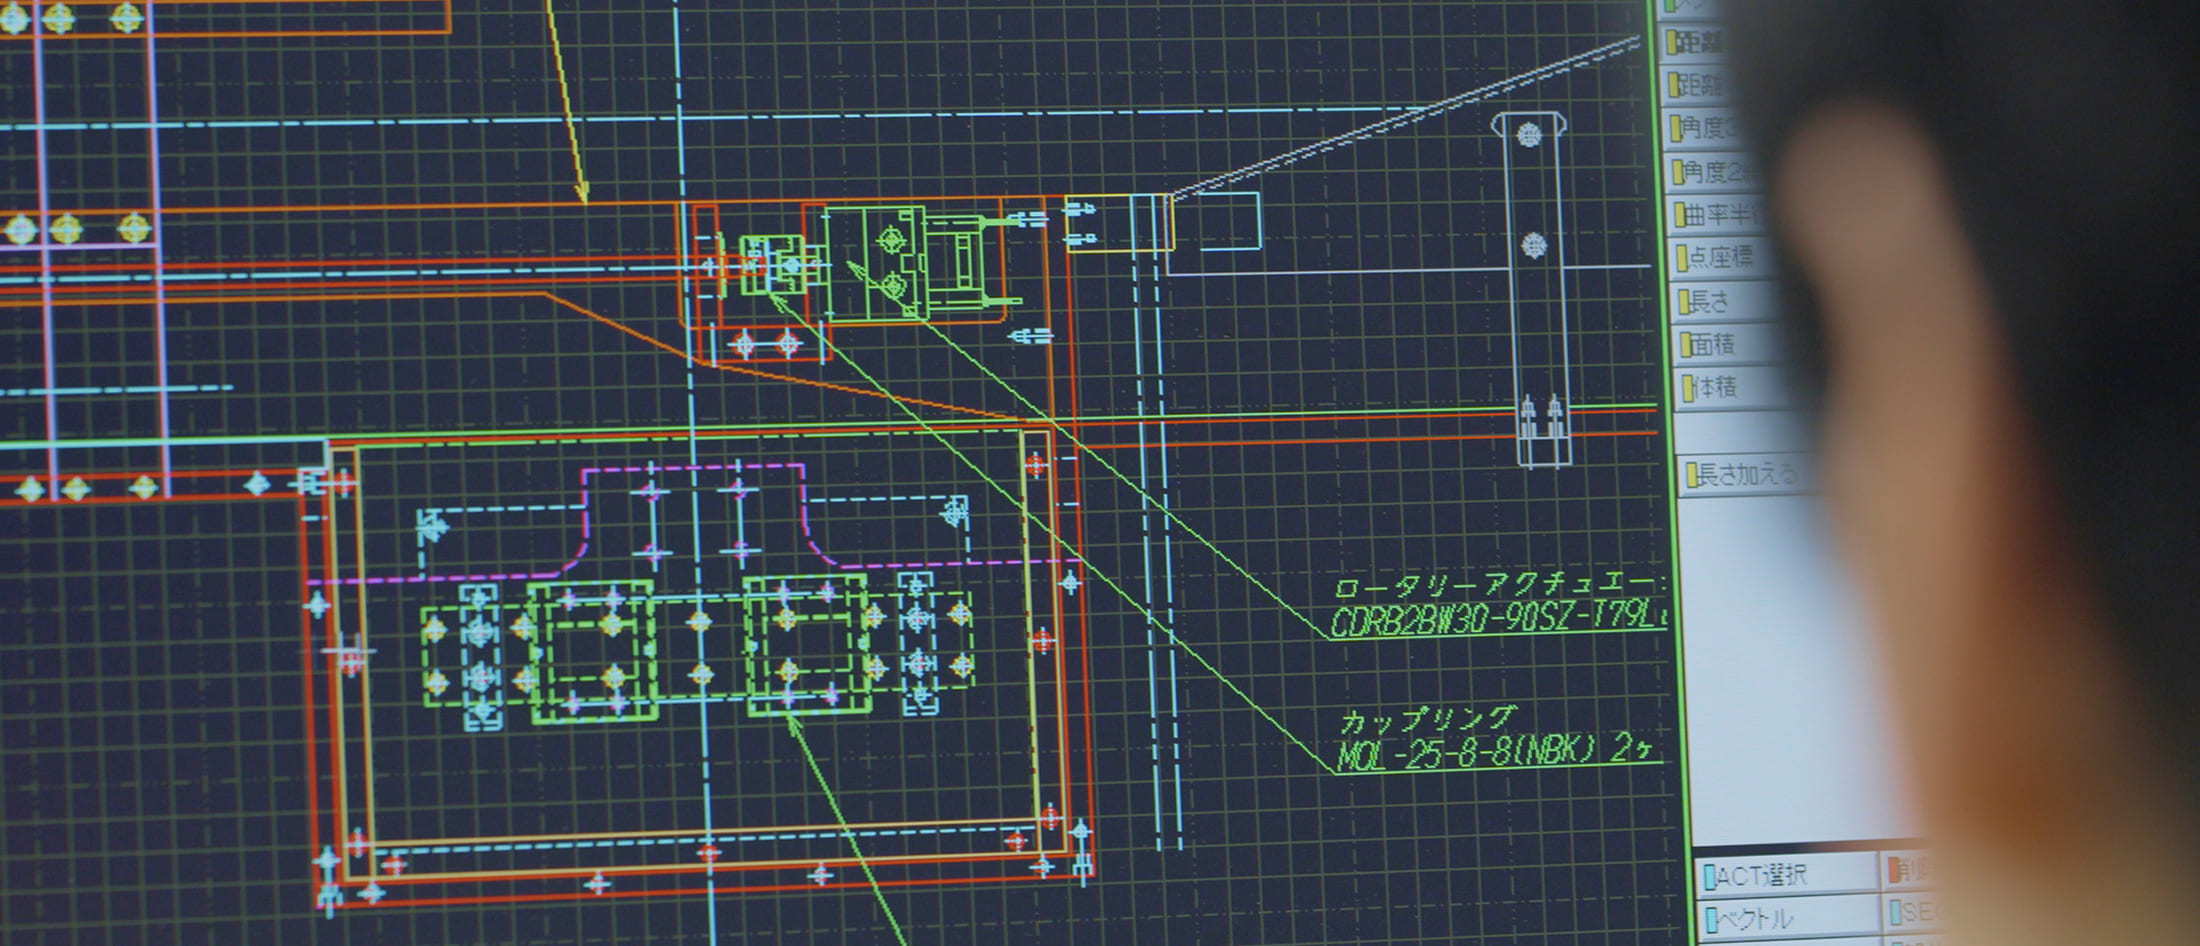 距離
距離
角度
角度2
曲率半
点座標
長さ
面積
体積
長さ加える
ロータリーアクチュエー
CDRB2BW30-90SZ-T79L
カップリング
MOL-25-8-8(NBK) 2ヶ
ACT選択
削
ベクトル
SE